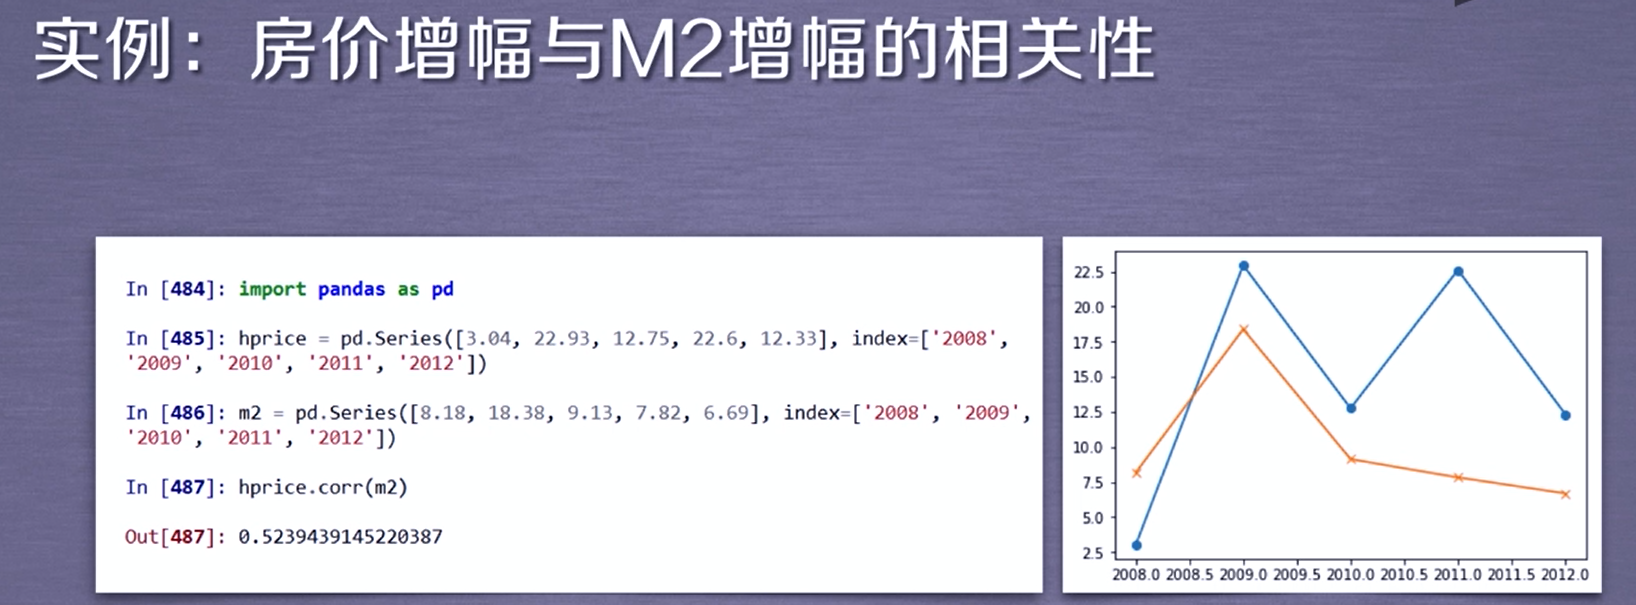 实例：房价增幅与M2增幅的相关性
In [484]: import pandas as pd
In [485]: hprice = pd.Series([3.04, 22.93, 12.75, 22.6, 12.33], index=['2008',
'2009', '2010', '2011', '2012'])
In [486]: m2 = pd.Series([8.18, 18.38, 9.13, 7.82, 6.69], index=['2008', '2009',
'2010', '2011', '2012'])
In [487]: hprice.corr(m2)
Out[487]: 0.5239439145220387
22.5
20.0
17.5
15.0
12.5
10.0
7.5
5.0
2.5
2008.0 2008.5 2009.0 2009.5 2010.0 2010.5 2011.0 2011.5 2012.0